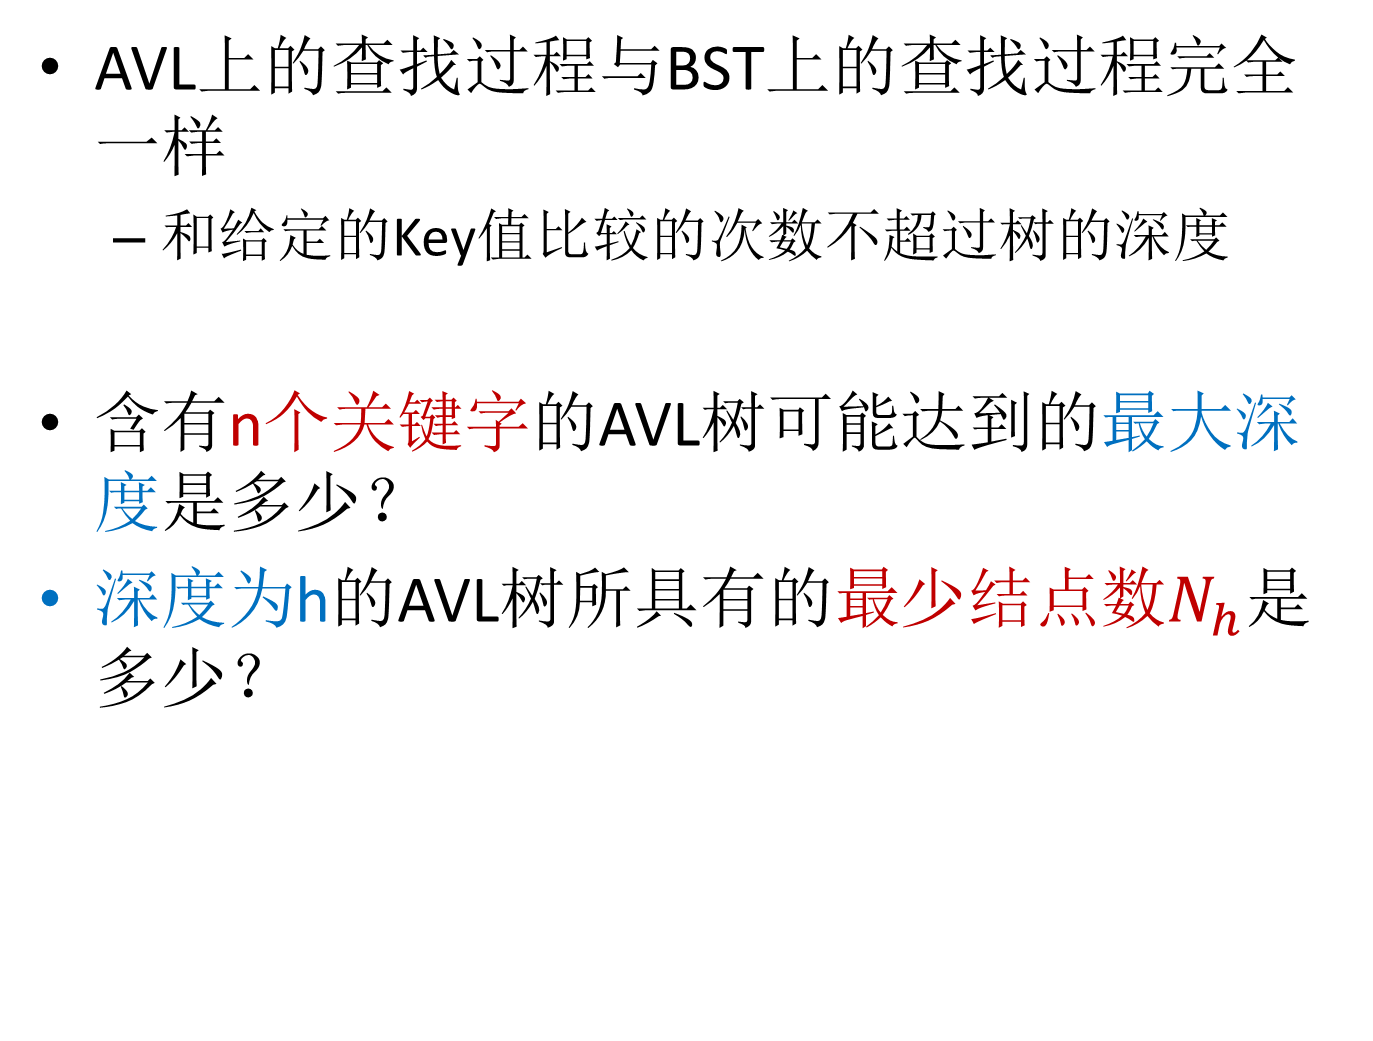 • AVL上的查找过程与BST上的查找过程完全
一样
– 和给定的Key值比较的次数不超过树的深度
• 含有n个关键字的AVL树可能达到的最大深
度是多少？
• 深度为h的AVL树所具有的最少结点数$N_h$是
多少？